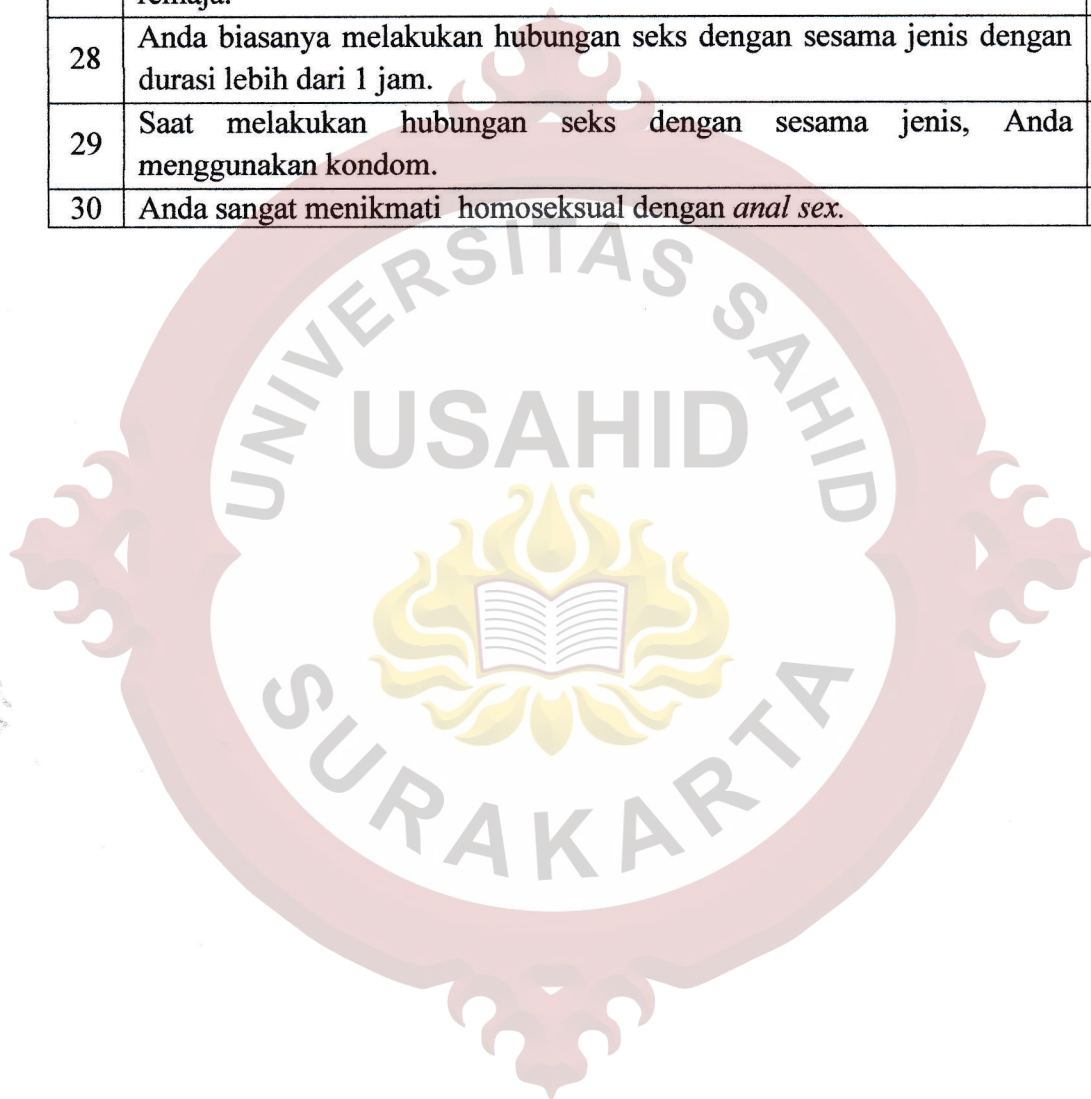 remaja.
28 Anda biasanya melakukan hubungan seks dengan sesama jenis dengan
durasi lebih dari 1 jam.
29 Saat melakukan hubungan seks dengan sesama jenis, Anda
menggunakan kondom.
30 Anda sangat menikmati homoseksual dengan anal sex.
UNIVERSITAS SAHID
USAHID
SURAKARTA